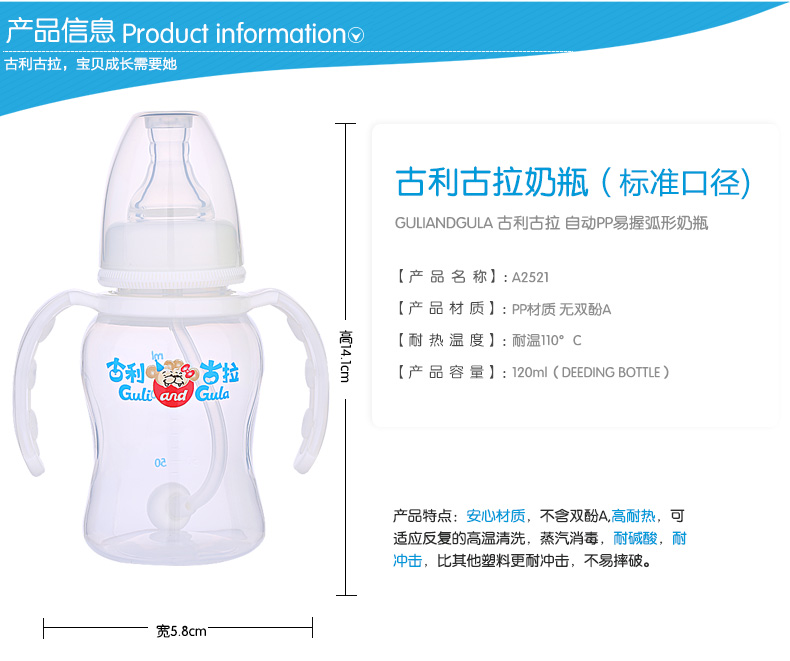 产品信息 Product information
古利古拉，宝贝成长需要她
古利古拉奶瓶（标准口径)
GULIANDGULA 古利古拉 自动PP易握弧形奶瓶
【产品名称】: A2521
【产品材质】: PP材质 无双酚A
【耐热温度】: 耐温110°C
【产品容量】: 120ml（DEEDING BOTTLE）
高14.1cm
ml
古利古拉
Guli and Gula
50
产品特点：安心材质，不含双酚A,高耐热，可
适应反复的高温清洗，蒸汽消毒，耐碱酸，耐
冲击，比其他塑料更耐冲击，不易摔破。
宽5.8cm